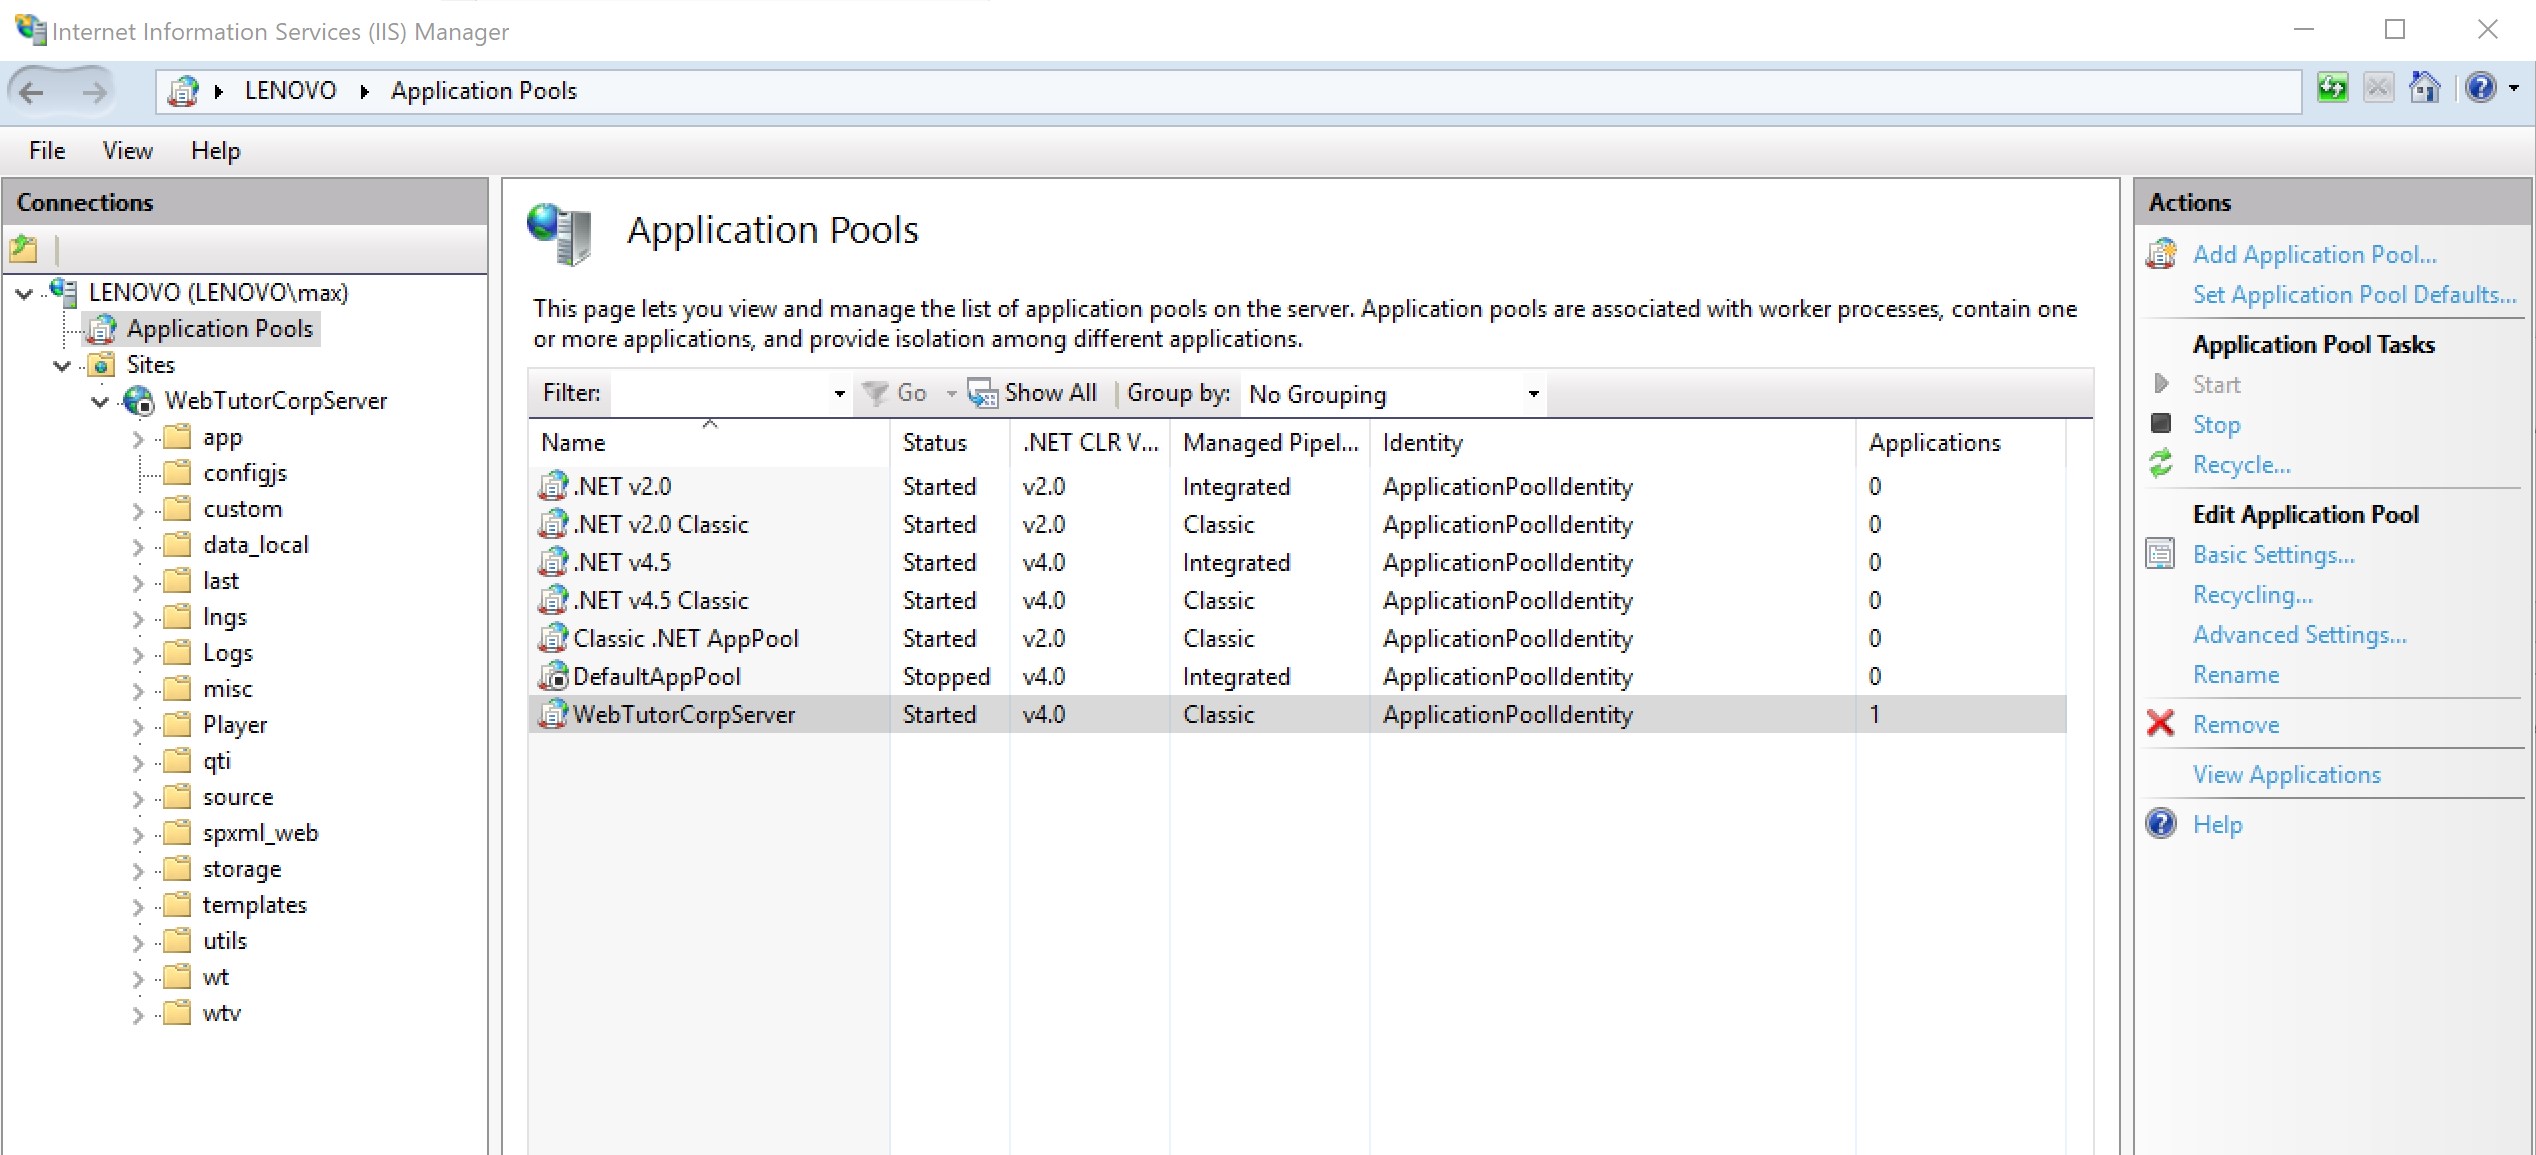 Internet Information Services (IIS) Manager
LENOVO Application Pools
File View Help
Connections
LENOVO (LENOVO\max)
Application Pools
Sites
WebTutorCorpServer
app
configjs
custom
data_local
last
lngs
Logs
misc
Player
qti
source
spxml_web
storage
templates
utils
wt
wtv
Application Pools
This page lets you view and manage the list of application pools on the server. Application pools are associated with worker processes, contain one
or more applications, and provide isolation among different applications.
Filter: Go Show All Group by: No Grouping
Name Status .NET CLR V... Managed Pipel... Identity Applications
.NET v2.0 Started v2.0 Integrated ApplicationPoolIdentity 0
.NET v2.0 Classic Started v2.0 Classic ApplicationPoolIdentity 0
.NET v4.5 Started v4.0 Integrated ApplicationPoolIdentity 0
.NET v4.5 Classic Started v4.0 Classic ApplicationPoolIdentity 0
Classic .NET AppPool Started v2.0 Classic ApplicationPoolIdentity 0
DefaultAppPool Stopped v4.0 Integrated ApplicationPoolIdentity 0
WebTutorCorpServer Started v4.0 Classic ApplicationPoolIdentity 1
Actions
Add Application Pool...
Set Application Pool Defaults...
Application Pool Tasks
Start
Stop
Recycle...
Edit Application Pool
Basic Settings...
Recycling...
Advanced Settings...
Rename
Remove
View Applications
Help